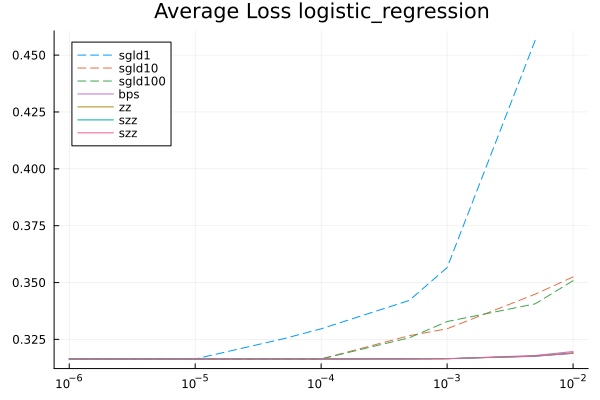 Average Loss logistic_regression
0.450
0.425
0.400
0.375
0.350
0.325
sgld1
sgld10
sgld100
bps
zz
szz
szz
10⁻⁶ 10⁻⁵ 10⁻⁴ 10⁻³ 10⁻²